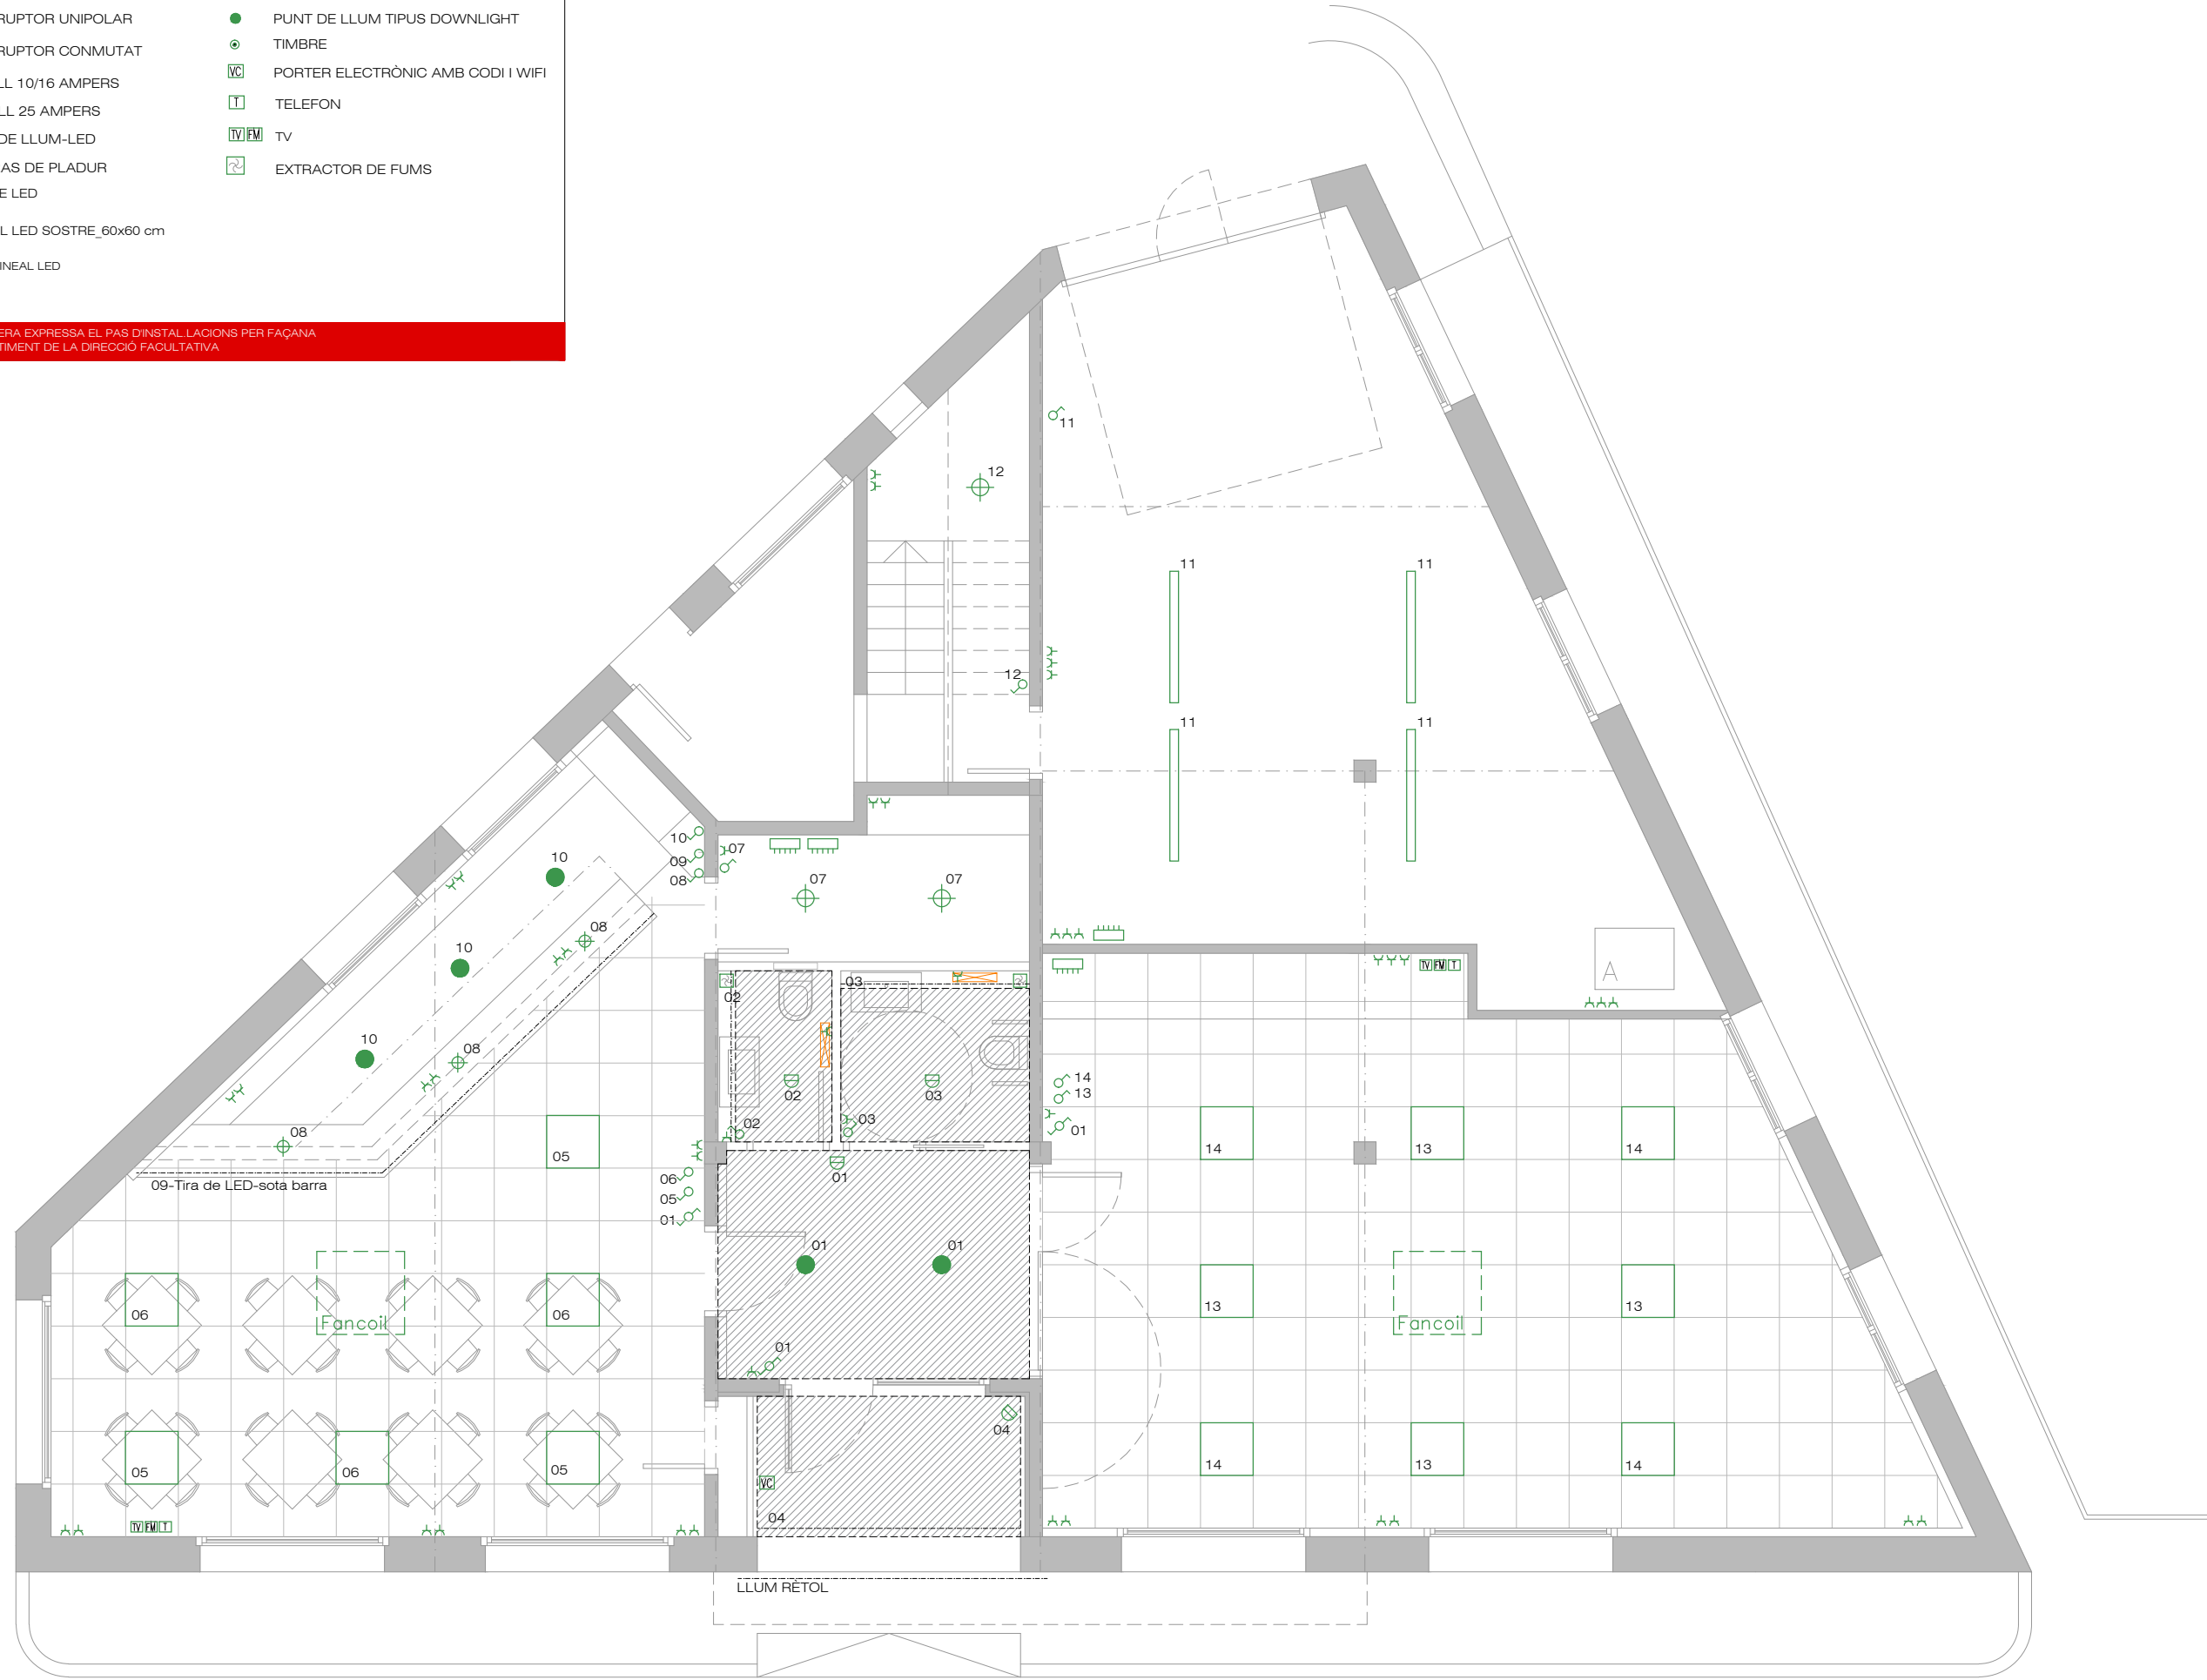 RUPTOR UNIPOLAR
RUPTOR CONMUTAT
LL 10/16 AMPERS
LL 25 AMPERS
DE LLUM-LED
AS DE PLADUR
E LED
L LED SOSTRE_60x60 cm
INEAL LED
PUNT DE LLUM TIPUS DOWNLIGHT
TIMBRE
VC PORTER ELECTRÒNIC AMB CODI I WIFI
T TELEFON
TV FM TV
EXTRACTOR DE FUMS
ERA EXPRESSA EL PAS D'INSTAL.LACIONS PER FAÇANA
TIMENT DE LA DIRECCIÓ FACULTATIVA
11
12
11 11
12
11 11
10
09
08
07
10
07 07
08
10
A
TV FM T
03
02
10
08
14
13
01
02
03
02
03
08
14 13 14
05
01
06
05
01
09-Tira de LED-sota barra
01 01
06
06
Fancoil
13
13
Fancoil
01
04
05
06
05
14
13
14
VC
04
TV FM T
LLUM RÈTOL